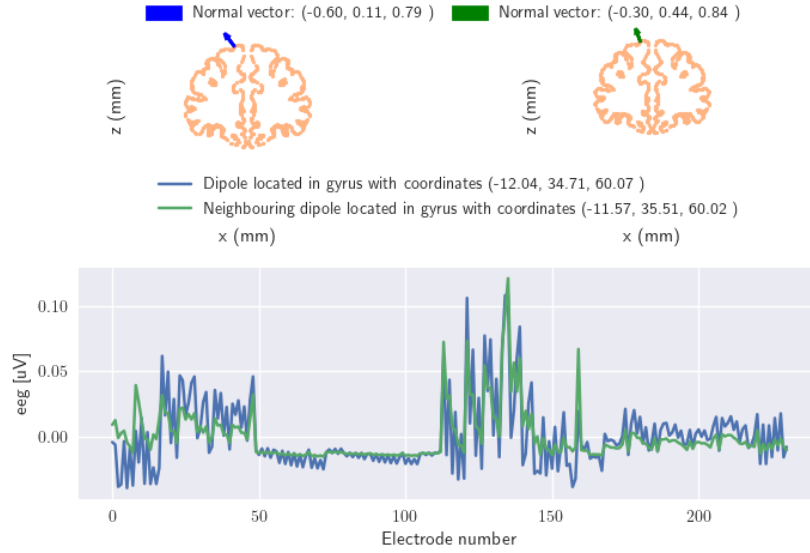 Normal vector: (-0.60, 0.11, 0.79 )
Normal vector: (-0.30, 0.44, 0.84 )
z (mm)
z (mm)
Dipole located in gyrus with coordinates (-12.04, 34.71, 60.07 )
Neighbouring dipole located in gyrus with coordinates (-11.57, 35.51, 60.02 )
x (mm)
x (mm)
0.10
0.05
0.00
eeg [uV]
0
50
100
150
200
Electrode number